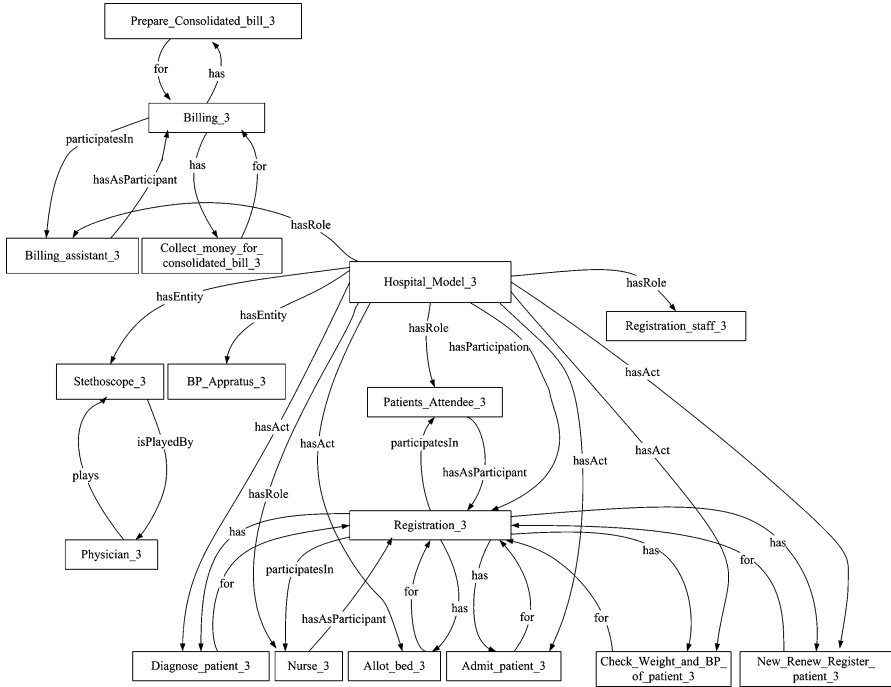 Prepare_Consolidated_bill_3
for
has
Billing_3
participatesIn
has
for
hasAsParticipant
hasRole
Billing_assistant_3
Collect_money_for_
consolidated_bill_3
Hospital_Model_3
hasRole
hasEntity
hasEntity
hasRole
Registration_staff_3
hasParticipation
Stethoscope_3
BP_Appratus_3
hasAct
Patients_Attendee_3
hasAct
isPlayedBy
hasAct
participatesIn
hasAct
hasAct
plays
hasAsParticipant
hasRole
Registration_3
has
Physician_3
has
has
for
participatesIn
has
for
for
has
for
hasAsParticipant
for
for
Diagnose_patient_3
Nurse_3
Allot_bed_3
Admit_patient_3
Check_Weight_and_BP_
of_patient_3
New_Renew_Register_
patient_3